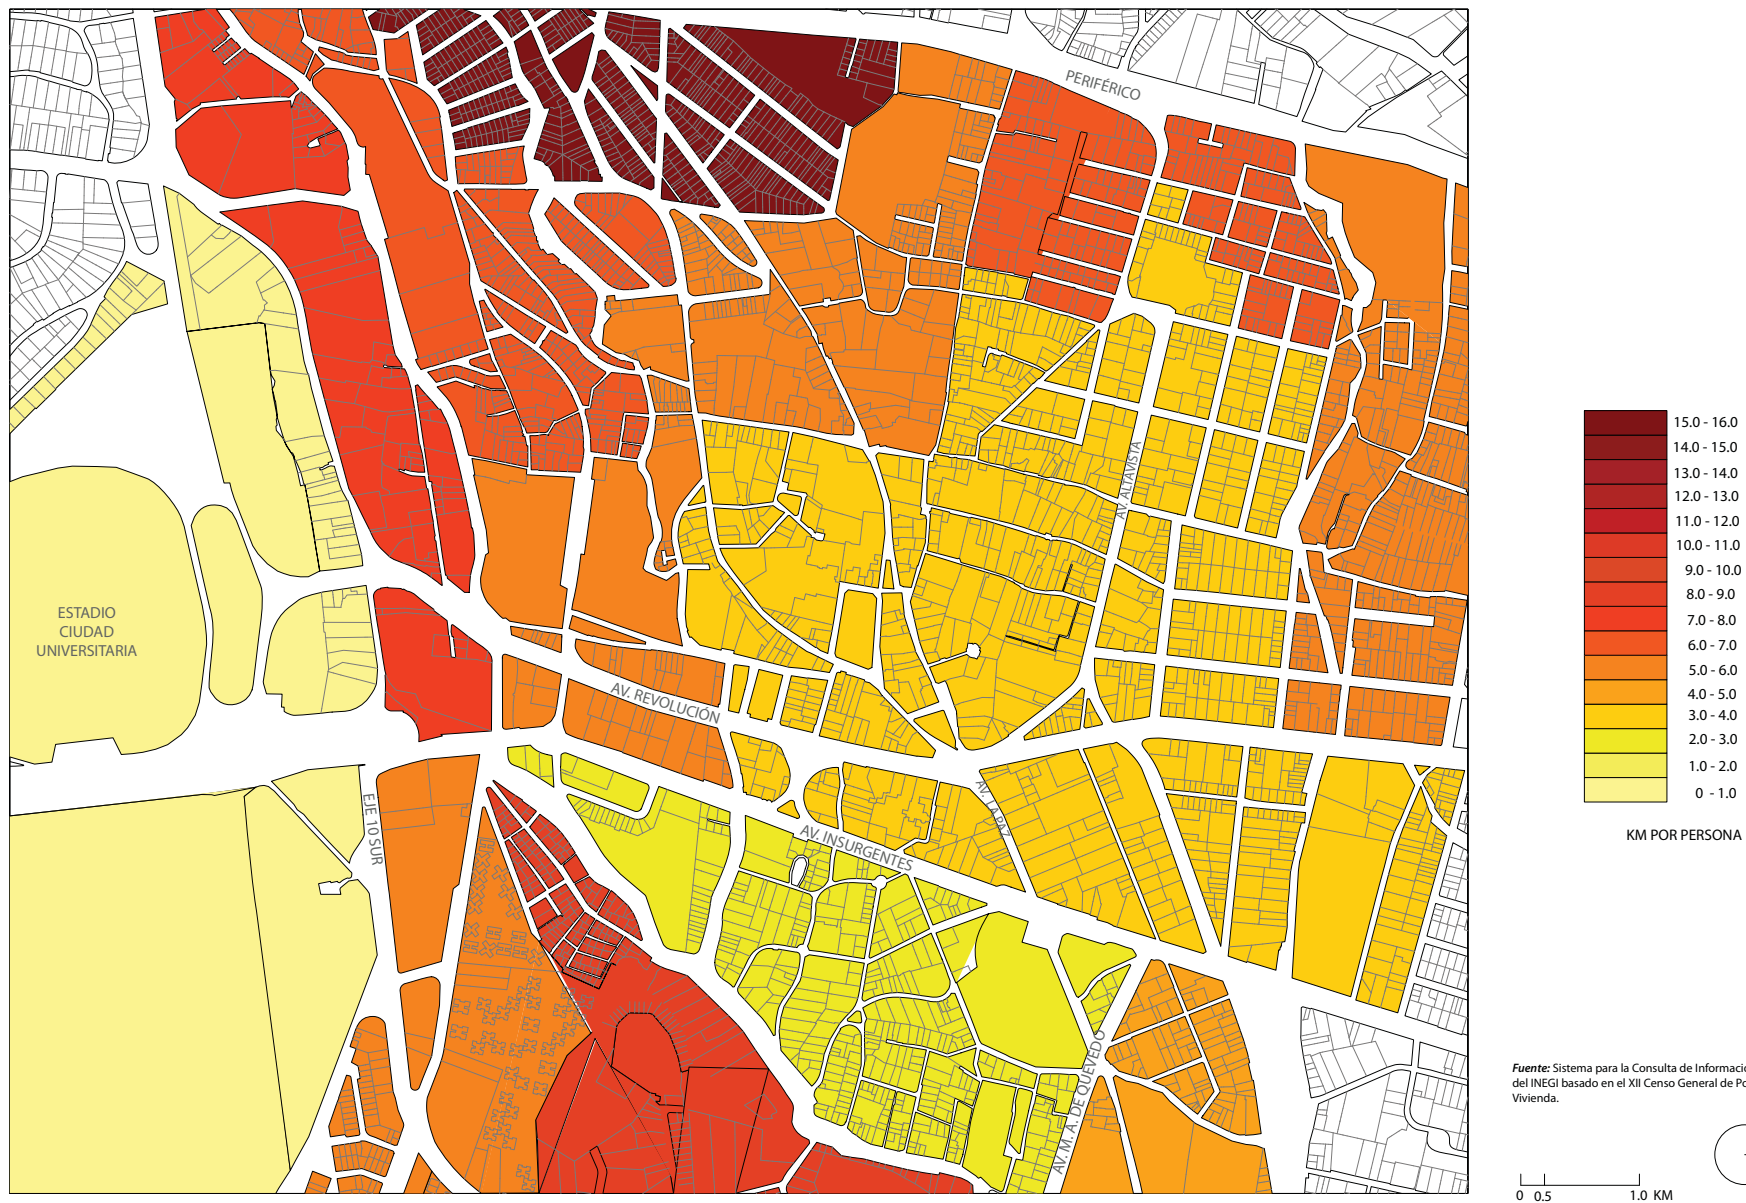 PERIFÉRICO
AV. ALTAVISTA
ESTADIO
CIUDAD
UNIVERSITARIA
AV. REVOLUCIÓN
AV. LA PAZ
EJE 10 SUR
AV. INSURGENTES
AV. M. A. DE QUEVEDO
15.0 - 16.0
14.0 - 15.0
13.0 - 14.0
12.0 - 13.0
11.0 - 12.0
10.0 - 11.0
9.0 - 10.0
8.0 - 9.0
7.0 - 8.0
6.0 - 7.0
5.0 - 6.0
4.0 - 5.0
3.0 - 4.0
2.0 - 3.0
1.0 - 2.0
0 - 1.0
KM POR PERSONA
Fuente: Sistema para la Consulta de Informació
del INEGI basado en el XII Censo General de Po
Vivienda.
0 0.5 1.0 KM